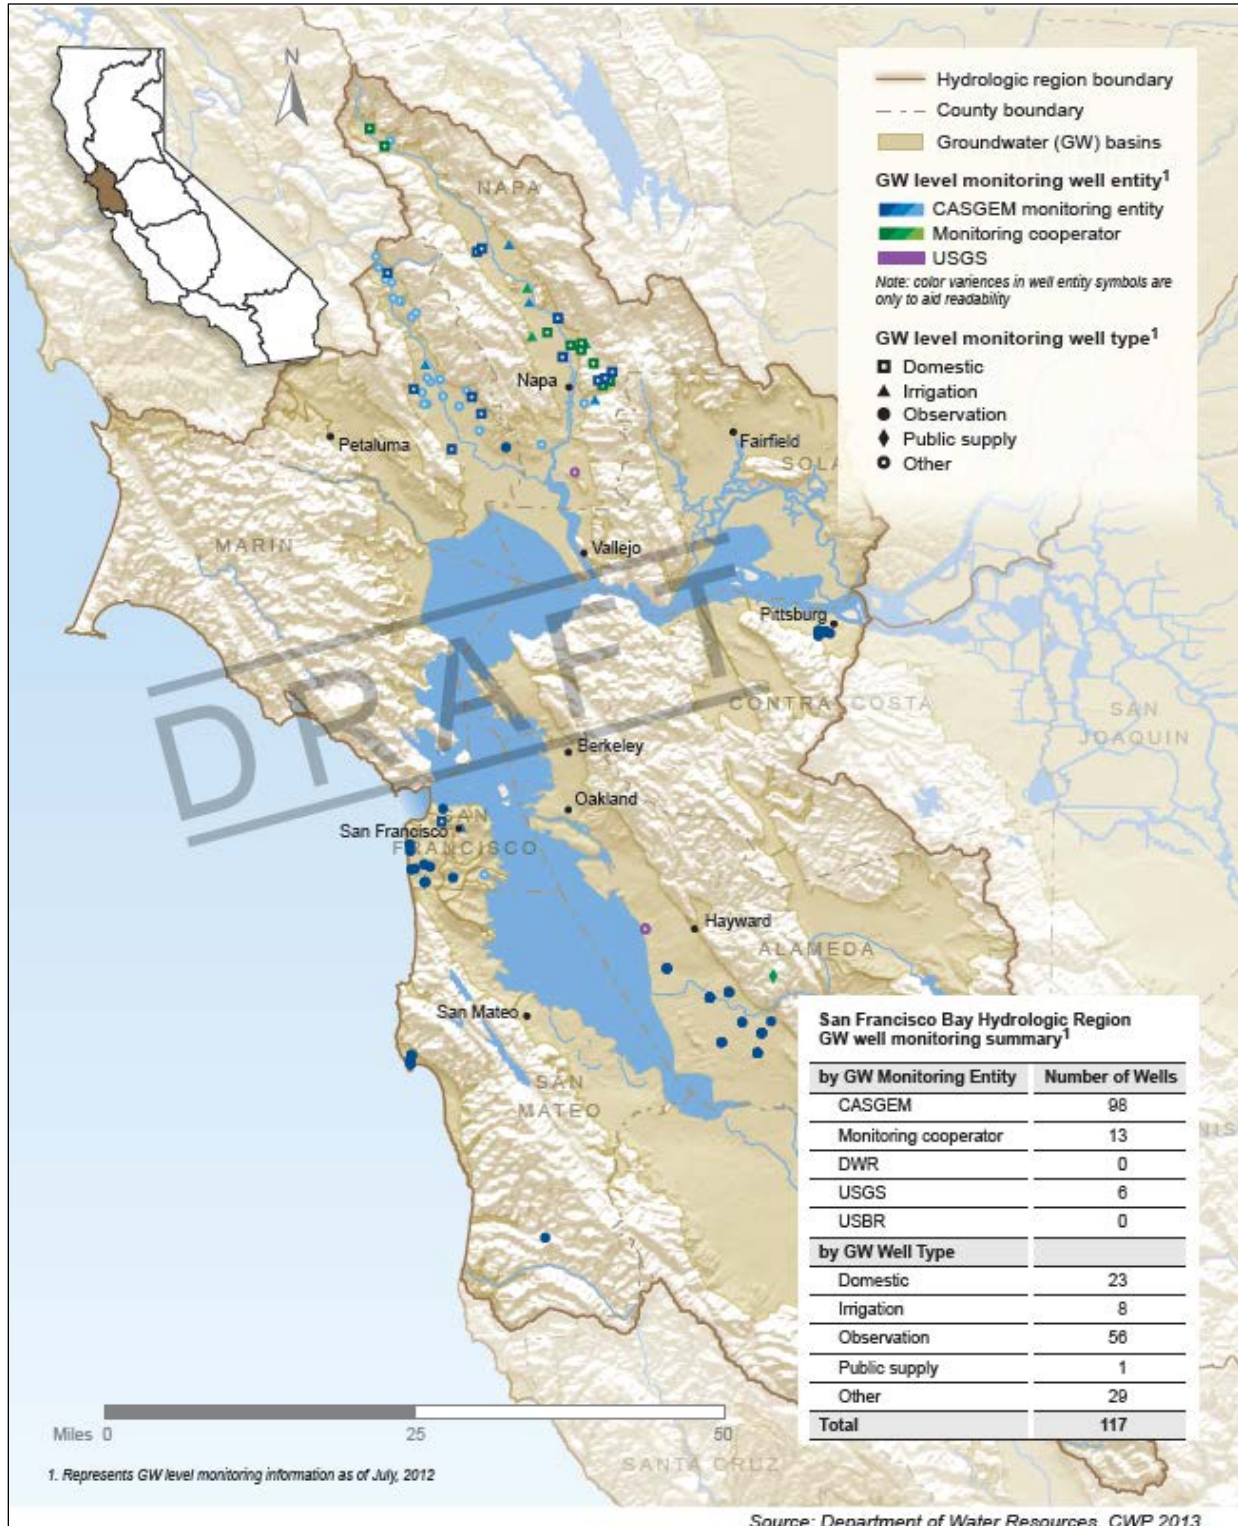 N
Hydrologic region boundary
County boundary
Groundwater (GW) basins
GW level monitoring well entity1
CASGEM monitoring entity
Monitoring cooperator
USGS
Note: color variances in well entity symbols are
only to aid readability
GW level monitoring well type1
Domestic
Irrigation
Observation
Public supply
Other
NAPA
Napa
Petaluma
Fairfield
SOLA
MARIN
Vallejo
Pittsburg
DRAFT
CONTRA COSTA
SAN
JOAQUIN
Berkeley
Oakland
SAN
San Francisco
FRANCISCO
Hayward
ALAMEDA
San Mateo
SAN
MATEO
NIS
San Francisco Bay Hydrologic Region
GW well monitoring summary1
by GW Monitoring Entity Number of Wells
CASGEM 98
Monitoring cooperator 13
DWR 0
USGS 6
USBR 0
by GW Well Type
Domestic 23
Irrigation 8
Observation 56
Public supply 1
Other 29
Total 117
Miles 0 25 50
SANTA CRUZ
1. Represents GW level monitoring information as of July, 2012
Source: Department of Water Resources, CWP 2013